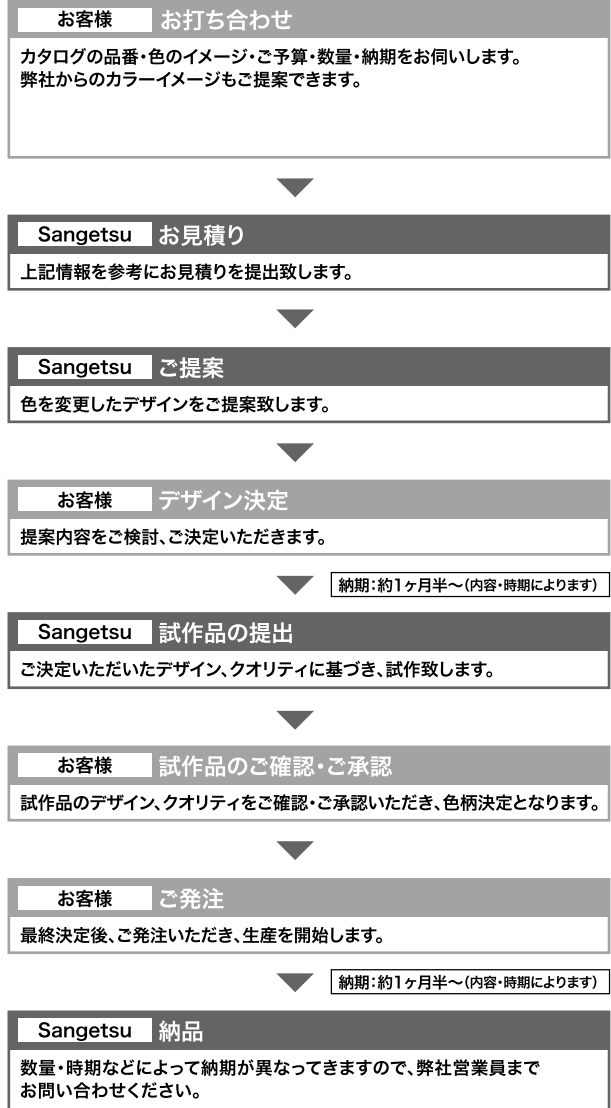 お客様 お打ち合わせ
カタログの品番・色のイメージ・ご予算・数量・納期をお伺いします。
弊社からのカラーイメージもご提案できます。
Sangetsu お見積り
上記情報を参考にお見積りを提出致します。
Sangetsu ご提案
色を変更したデザインをご提案致します。
お客様 デザイン決定
提案内容をご検討、ご決定いただきます。
納期：約1ヶ月半〜（内容・時期によります）
Sangetsu 試作品の提出
ご決定いただいたデザイン、クオリティに基づき、試作致します。
お客様 試作品のご確認・ご承認
試作品のデザイン、クオリティをご確認・ご承認いただき、色柄決定となります。
お客様 ご発注
最終決定後、ご発注いただき、生産を開始します。
納期：約1ヶ月半〜（内容・時期によります）
Sangetsu 納品
数量・時期などによって納期が異なってきますので、弊社営業員まで
お問い合わせください。